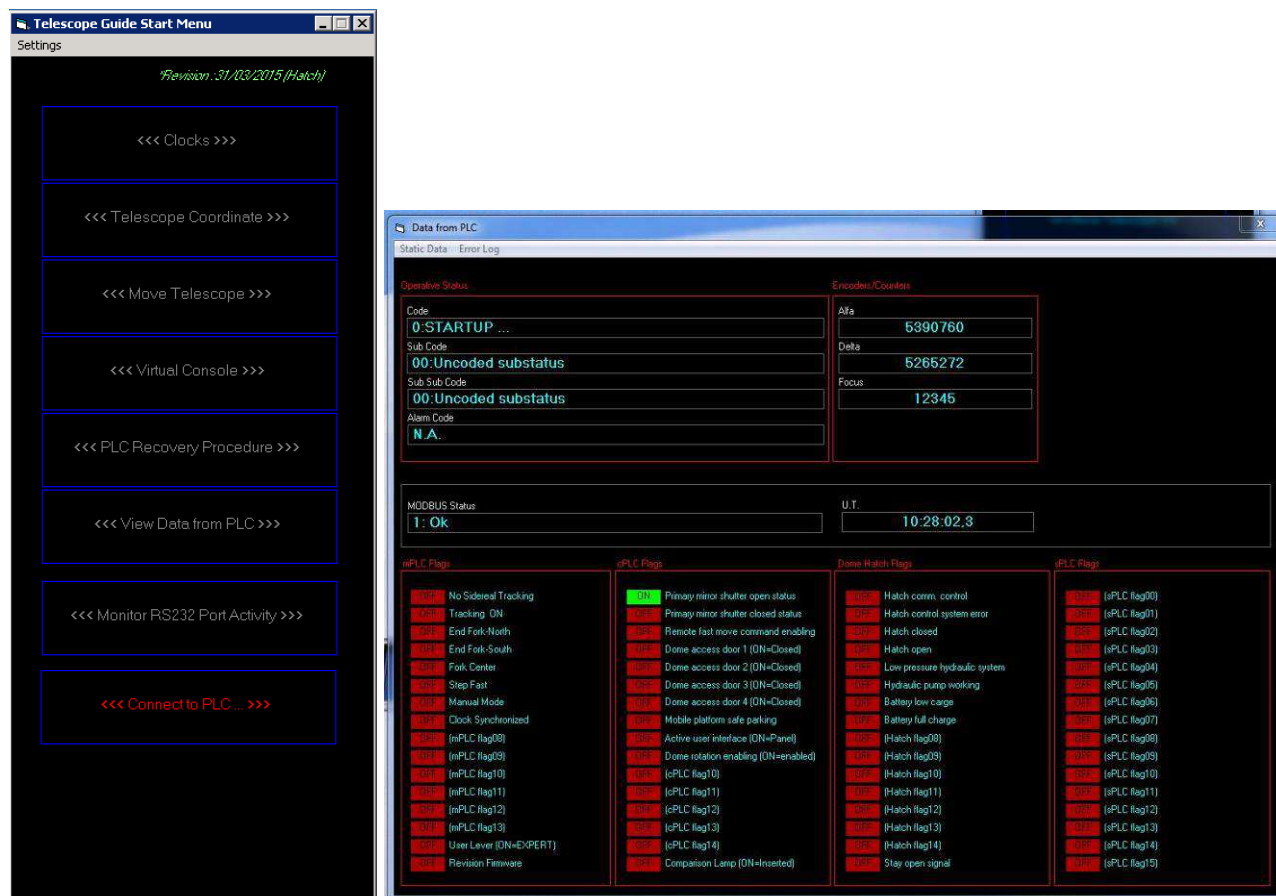 Telescope Guide Start Menu
Settings
*Revision :31/03/2015 (Hatch)
<<< Clocks >>>
<<< Telescope Coordinate >>>
<<< Move Telescope >>>
<<< Virtual Console >>>
<<< PLC Recovery Procedure >>>
<<< View Data from PLC >>>
<<< Monitor RS232 Port Activity >>>
<<< Connect to PLC ... >>>
Data from PLC
Static Data Error Log
Operative Status
Code
0:STARTUP ...
Sub Code
00:Uncoded substatus
Sub Sub Code
00:Uncoded substatus
Alarm Code
N.A.
Encoders/Counters
Alfa
5390760
Delta
5265272
Focus
12345
MODBUS Status
1: Ok
U.T.
10:28:02,3
mPLC Flags
OFF No Sidereal Tracking
OFF Tracking ON
OFF End Fork-North
OFF End Fork-South
OFF Fork Center
OFF Step Fast
OFF Manual Mode
OFF Clock Synchronized
OFF (mPLC flag08)
OFF (mPLC flag09)
OFF (mPLC flag10)
OFF (mPLC flag11)
OFF (mPLC flag12)
OFF (mPLC flag13)
OFF User Lever (ON=EXPERT)
OFF Revision Firmware
cPLC Flags
ON Primary mirror shutter open status
OFF Primary mirror shutter closed status
OFF Remote fast move command enabling
OFF Dome access door 1 (ON=Closed)
OFF Dome access door 2 (ON=Closed)
OFF Dome access door 3 (ON=Closed)
OFF Dome access door 4 (ON=Closed)
OFF Mobile platform safe parking
OFF Active user interface (ON=Panel)
OFF Dome rotation enabling (ON=enabled)
OFF (cPLC flag10)
OFF (cPLC flag11)
OFF (cPLC flag12)
OFF (cPLC flag13)
OFF (cPLC flag14)
OFF Comparison Lamp (ON=Inserted)
Dome Hatch Flags
OFF Hatch comm. control
OFF Hatch control system error
OFF Hatch closed
OFF Hatch open
OFF Low pressure hydraulic system
OFF Hydraulic pump working
OFF Battery low carge
OFF Battery full charge
OFF (Hatch flag08)
OFF (Hatch flag09)
OFF (Hatch flag10)
OFF (Hatch flag11)
OFF (Hatch flag12)
OFF (Hatch flag13)
OFF (Hatch flag14)
OFF Stay open signal
sPLC Flags
OFF (sPLC flag00)
OFF (sPLC flag01)
OFF (sPLC flag02)
OFF (sPLC flag03)
OFF (sPLC flag04)
OFF (sPLC flag05)
OFF (sPLC flag06)
OFF (sPLC flag07)
OFF (sPLC flag08)
OFF (sPLC flag09)
OFF (sPLC flag10)
OFF (sPLC flag11)
OFF (sPLC flag12)
OFF (sPLC flag13)
OFF (sPLC flag14)
OFF (sPLC flag15)